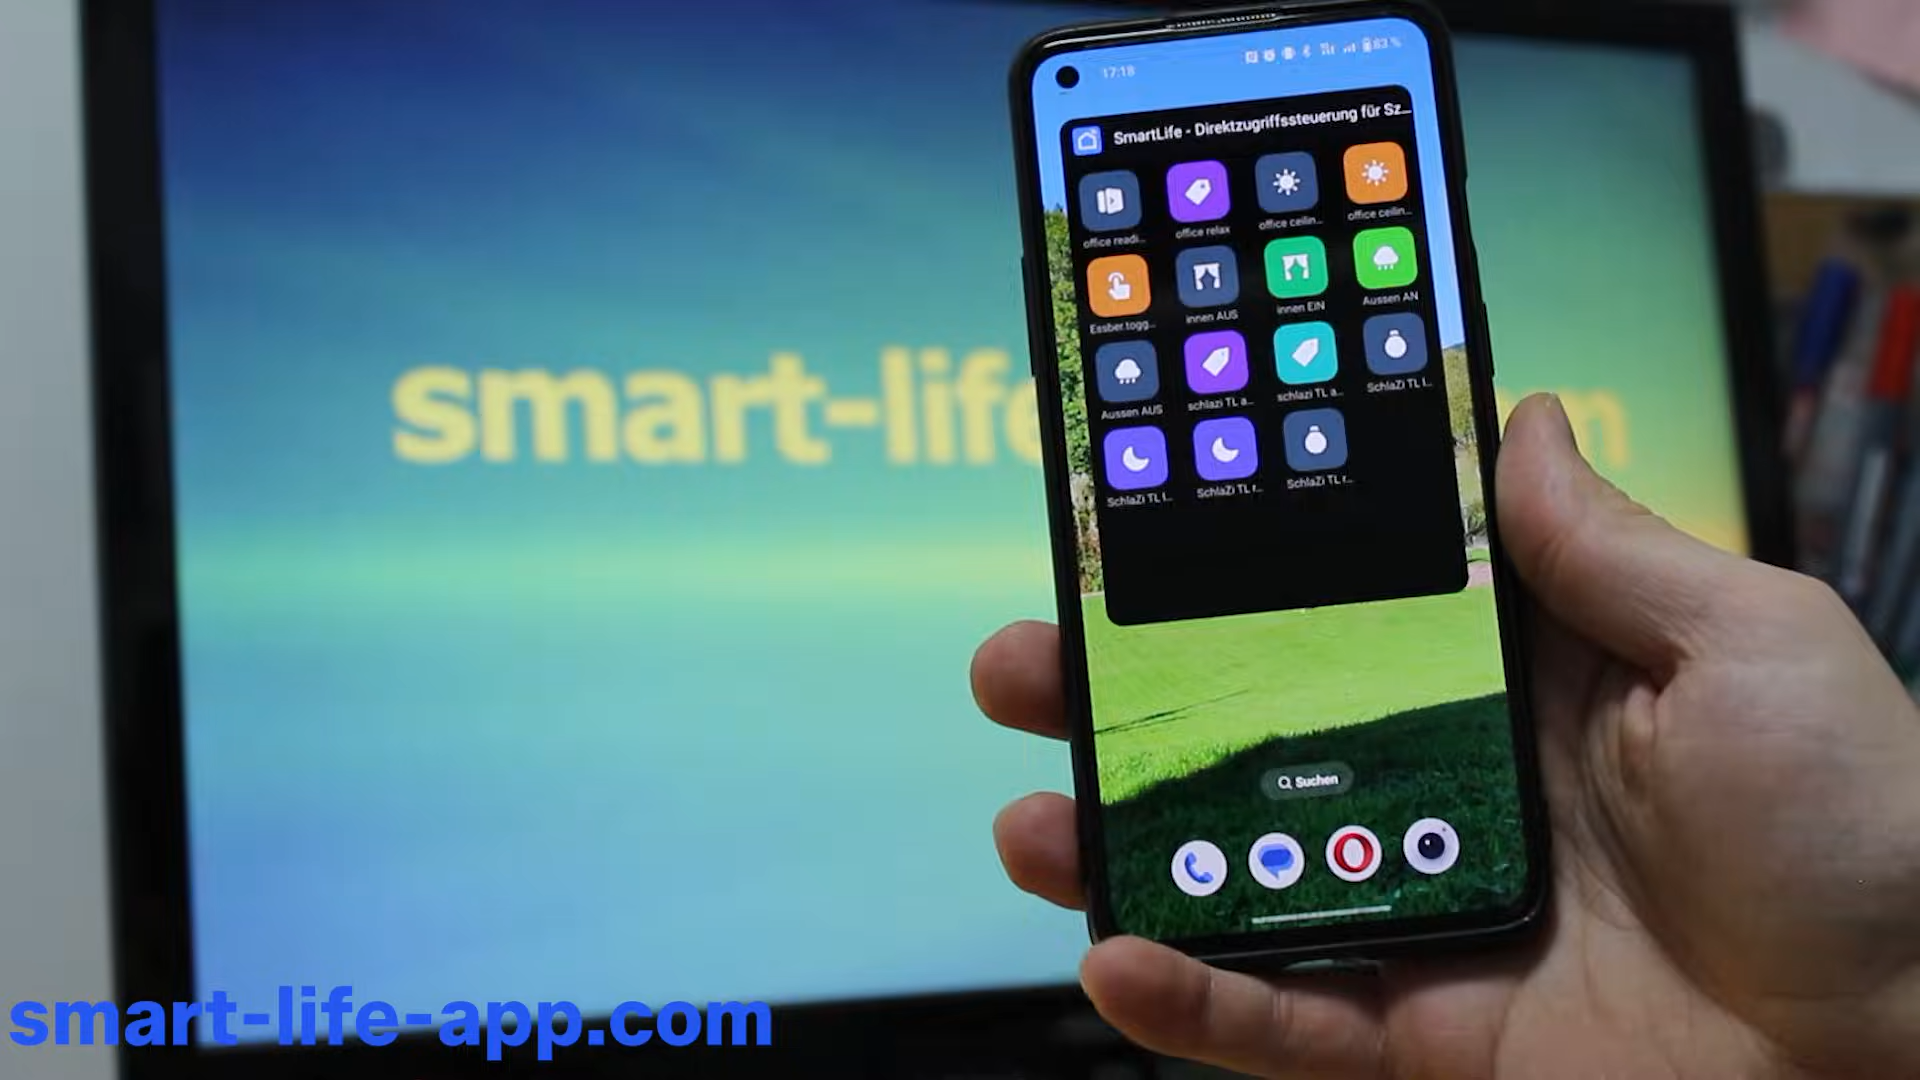 17:18
83 %
SmartLife - Direktzugriffssteuerung für Sz...
office readi...
office relax
office ceilin...
office ceilin...
Essber.togg...
innen AUS
innen EIN
Aussen AN
Aussen AUS
schlazi TL a...
schlazi TL a...
SchlaZi TL l...
SchlaZi TL l...
SchlaZi TL r...
SchlaZi TL r...
smart-life
m
Suchen
smart-life-app.com